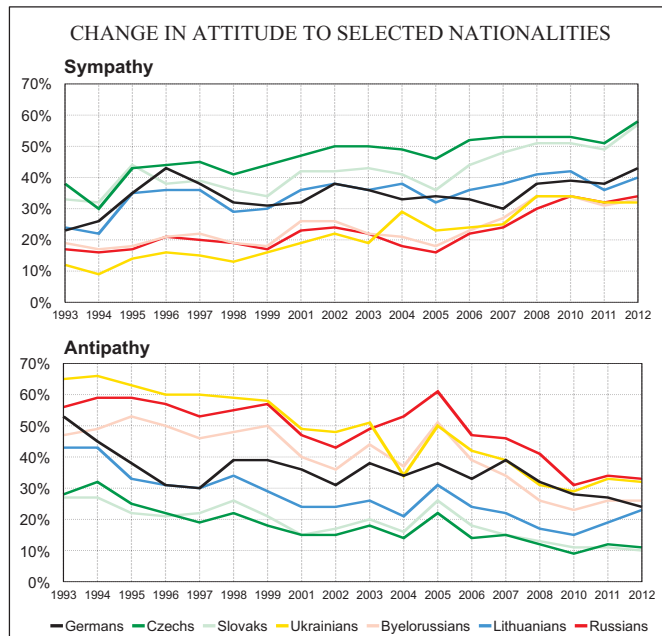 CHANGE IN ATTITUDE TO SELECTED NATIONALITIES
Sympathy
70%
60%
50%
40%
30%
20%
10%
0%
1993 1994 1995 1996 1997 1998 1999 2001 2002 2003 2004 2005 2006 2007 2008 2010 2011 2012
Antipathy
70%
60%
50%
40%
30%
20%
10%
0%
1993 1994 1995 1996 1997 1998 1999 2001 2002 2003 2004 2005 2006 2007 2008 2010 2011 2012
Germans Czechs Slovaks Ukrainians Byelorussians Lithuanians Russians